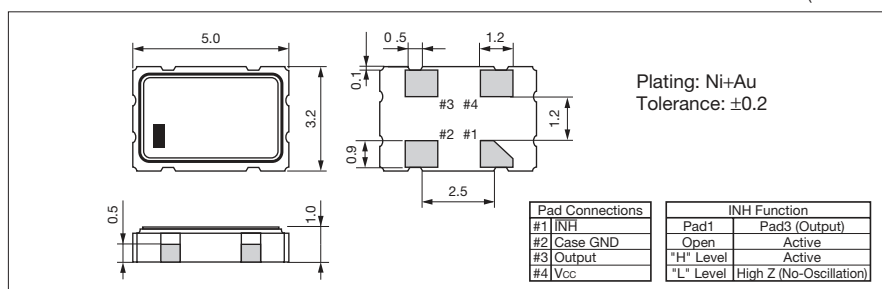 (
5.0
3.2
0.5
1.0
0 .5
1.2
0.1
#3 #4
#2 #1
1.2
0.9
2.5
Plating: Ni+Au
Tolerance: ±0.2
Pad Connections
#1 I̅N̅H̅
#2 Case GND
#3 Output
#4 Vcc
INH Function
Pad1 Pad3 (Output)
Open Active
"H" Level Active
"L" Level High Z (No-Oscillation)